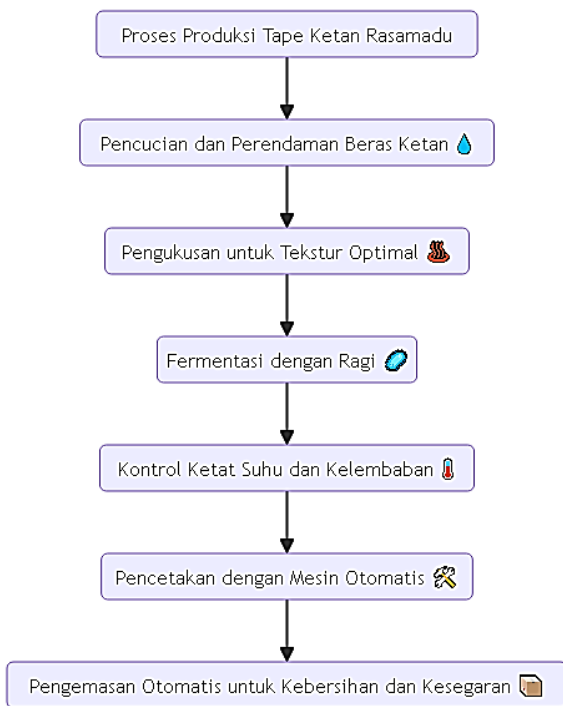 Proses Produksi Tape Ketan Rasamadu
Pencucian dan Perendaman Beras Ketan 💧
Pengukusan untuk Tekstur Optimal ♨️
Fermentasi dengan Ragi 🦠
Kontrol Ketat Suhu dan Kelembaban 🌡️
Pencetakan dengan Mesin Otomatis 🛠️
Pengemasan Otomatis untuk Kebersihan dan Kesegaran 📦